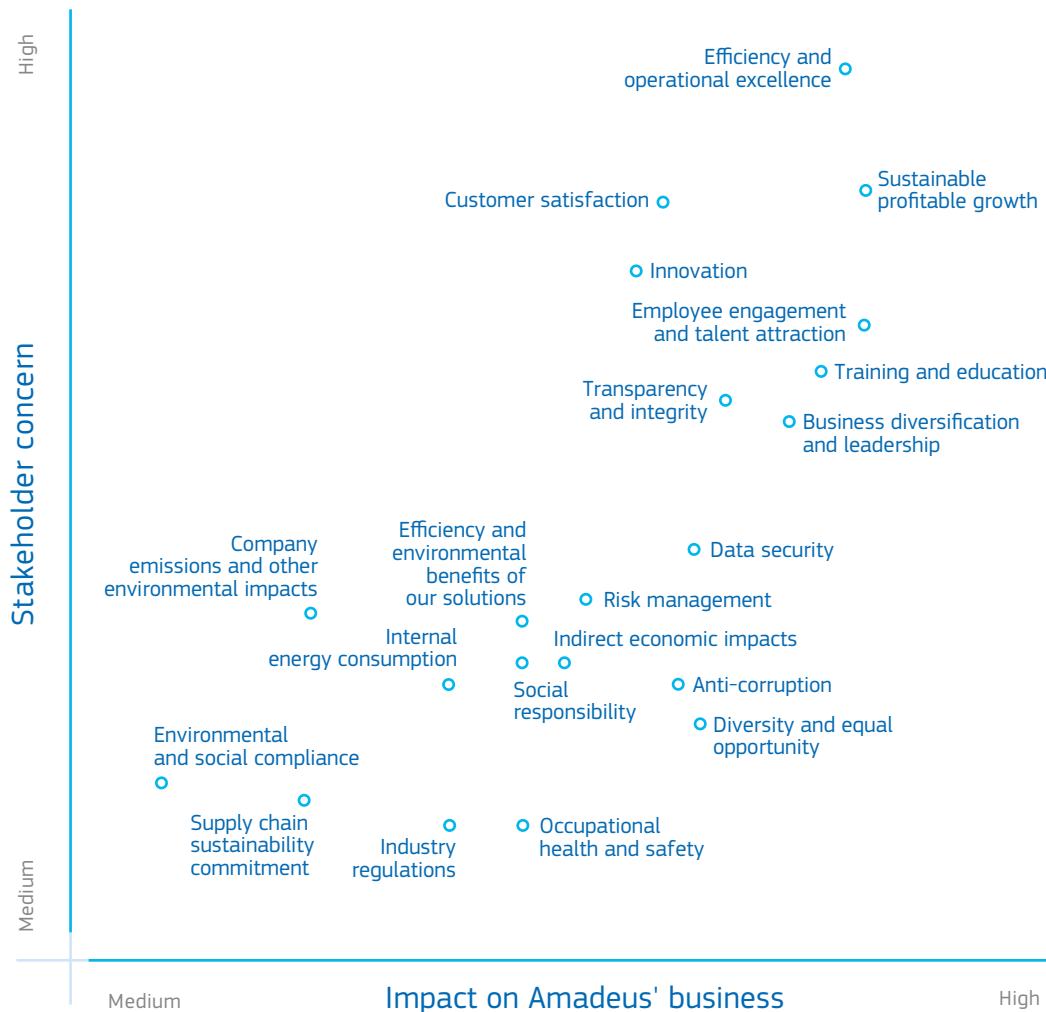 High
Efficiency and
operational excellence
Sustainable
profitable growth
Customer satisfaction
Innovation
Employee engagement
and talent attraction
Training and education
Transparency
and integrity
Business diversification
and leadership
Stakeholder concern
Company
emissions and other
environmental impacts
Efficiency and
environmental
benefits of
our solutions
Data security
Risk management
Internal
energy consumption
Indirect economic impacts
Social
responsibility
Anti-corruption
Diversity and equal
opportunity
Environmental
and social compliance
Supply chain
sustainability
commitment
Industry
regulations
Occupational
health and safety
Medium
Medium
Impact on Amadeus' business
High